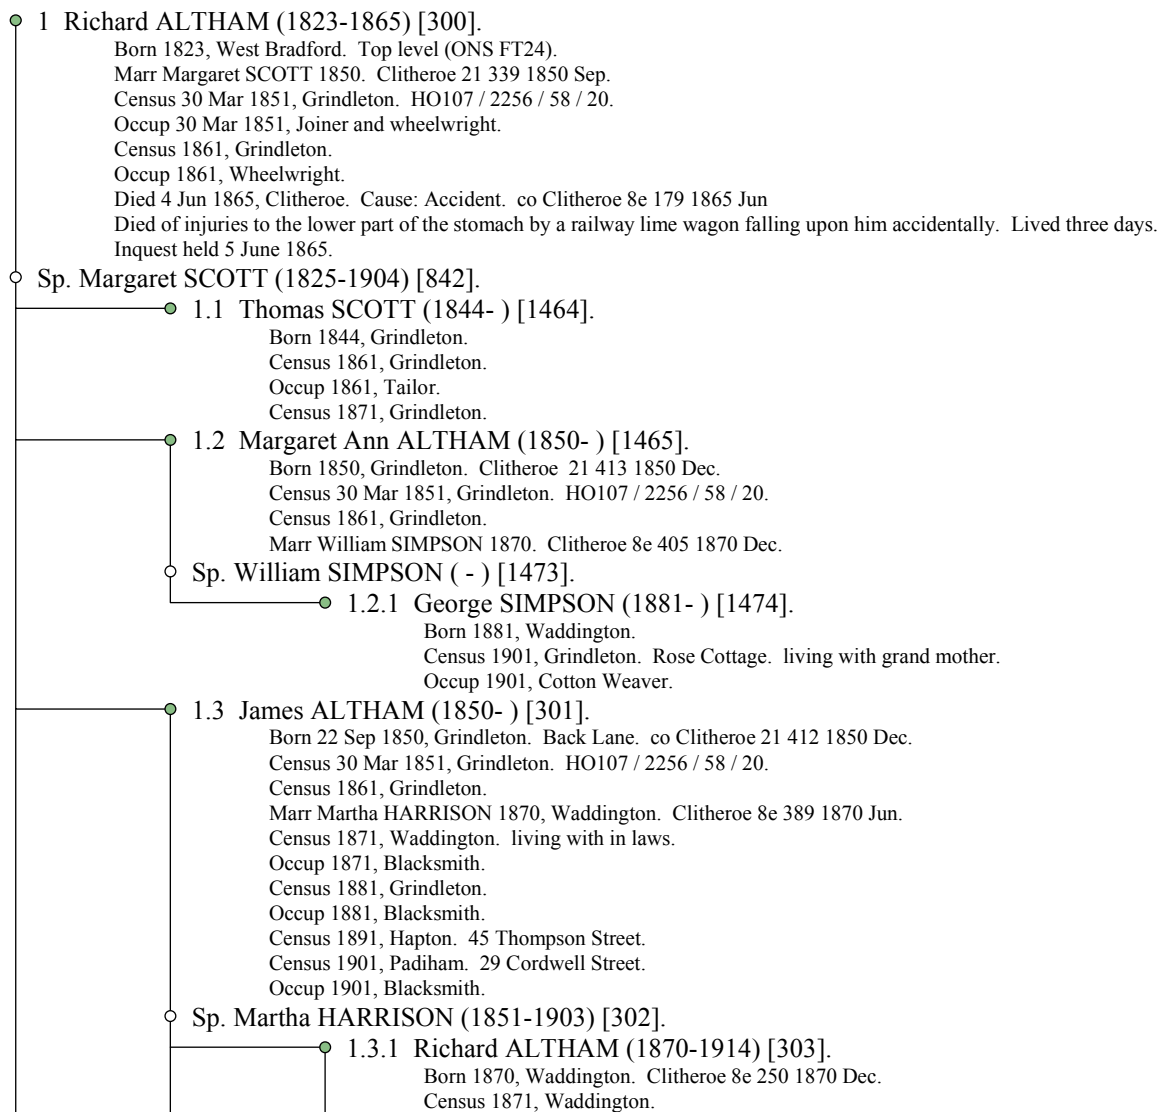 1 Richard ALTHAM (1823-1865) [300].
Born 1823, West Bradford. Top level (ONS FT24).
Marr Margaret SCOTT 1850. Clitheroe 21 339 1850 Sep.
Census 30 Mar 1851, Grindleton. HO107 / 2256 / 58 / 20.
Occup 30 Mar 1851, Joiner and wheelwright.
Census 1861, Grindleton.
Occup 1861, Wheelwright.
Died 4 Jun 1865, Clitheroe. Cause: Accident. co Clitheroe 8e 179 1865 Jun
Died of injuries to the lower part of the stomach by a railway lime wagon falling upon him accidentally. Lived three days.
Inquest held 5 June 1865.
Sp. Margaret SCOTT (1825-1904) [842].
1.1 Thomas SCOTT (1844- ) [1464].
Born 1844, Grindleton.
Census 1861, Grindleton.
Occup 1861, Tailor.
Census 1871, Grindleton.
1.2 Margaret Ann ALTHAM (1850- ) [1465].
Born 1850, Grindleton. Clitheroe 21 413 1850 Dec.
Census 30 Mar 1851, Grindleton. HO107 / 2256 / 58 / 20.
Census 1861, Grindleton.
Marr William SIMPSON 1870. Clitheroe 8e 405 1870 Dec.
Sp. William SIMPSON ( - ) [1473].
1.2.1 George SIMPSON (1881- ) [1474].
Born 1881, Waddington.
Census 1901, Grindleton. Rose Cottage. living with grand mother.
Occup 1901, Cotton Weaver.
1.3 James ALTHAM (1850- ) [301].
Born 22 Sep 1850, Grindleton. Back Lane. co Clitheroe 21 412 1850 Dec.
Census 30 Mar 1851, Grindleton. HO107 / 2256 / 58 / 20.
Census 1861, Grindleton.
Marr Martha HARRISON 1870, Waddington. Clitheroe 8e 389 1870 Jun.
Census 1871, Waddington. living with in laws.
Occup 1871, Blacksmith.
Census 1881, Grindleton.
Occup 1881, Blacksmith.
Census 1891, Hapton. 45 Thompson Street.
Census 1901, Padiham. 29 Cordwell Street.
Occup 1901, Blacksmith.
Sp. Martha HARRISON (1851-1903) [302].
1.3.1 Richard ALTHAM (1870-1914) [303].
Born 1870, Waddington. Clitheroe 8e 250 1870 Dec.
Census 1871, Waddington.